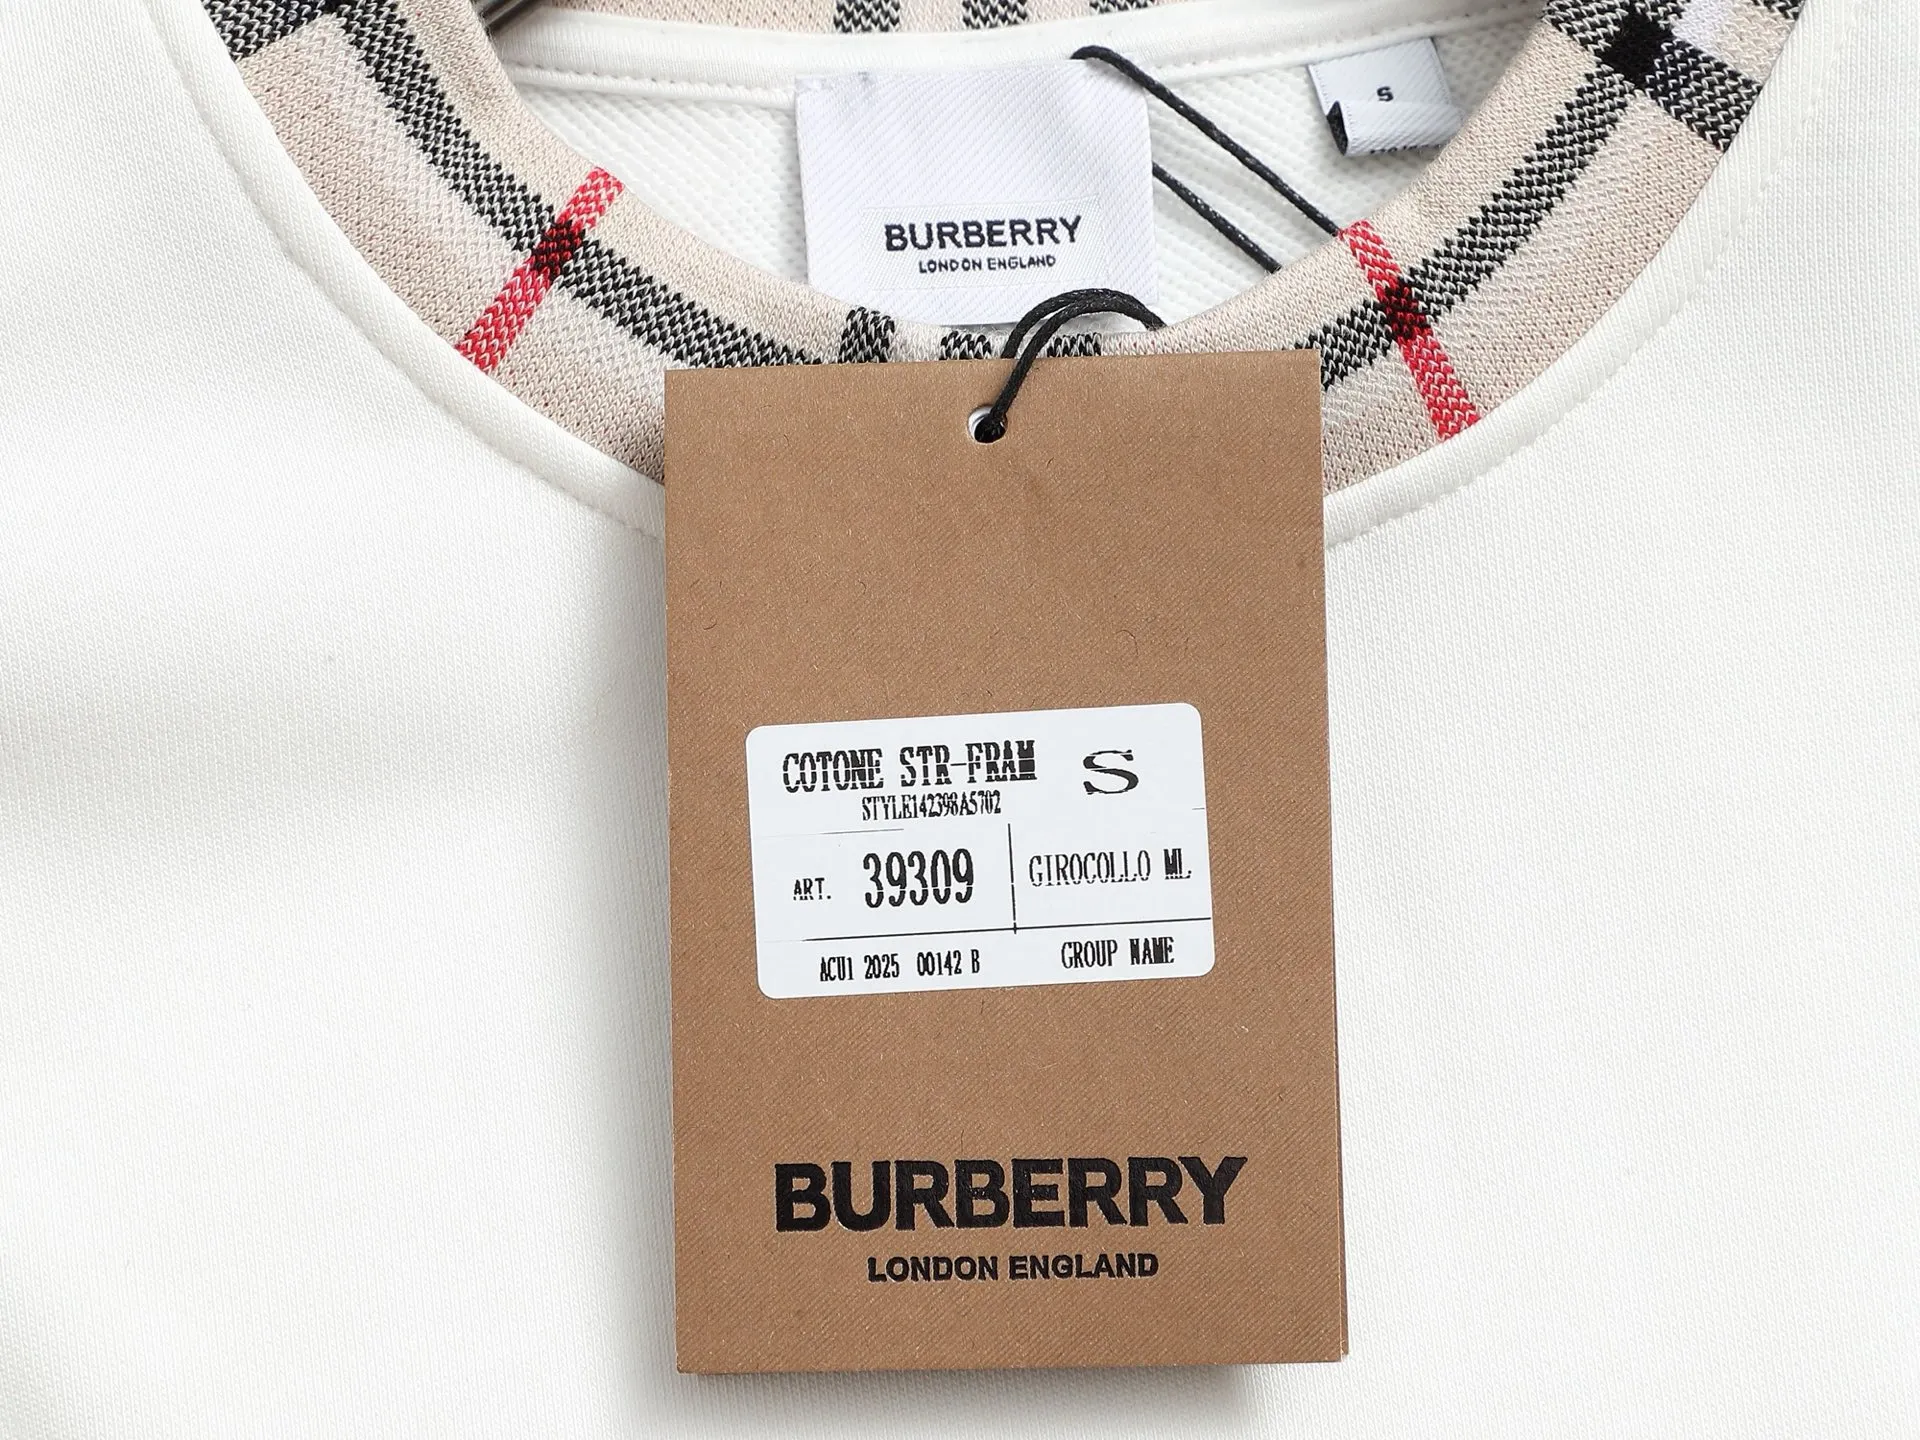 S
BURBERRY
LONDON ENGLAND
COTONE STR-FRAM S
STYLE142398A5702
ART. 39309 GIROCOLLO ML
ACU1 2025 00142 B GROUP NAME
BURBERRY
LONDON ENGLAND